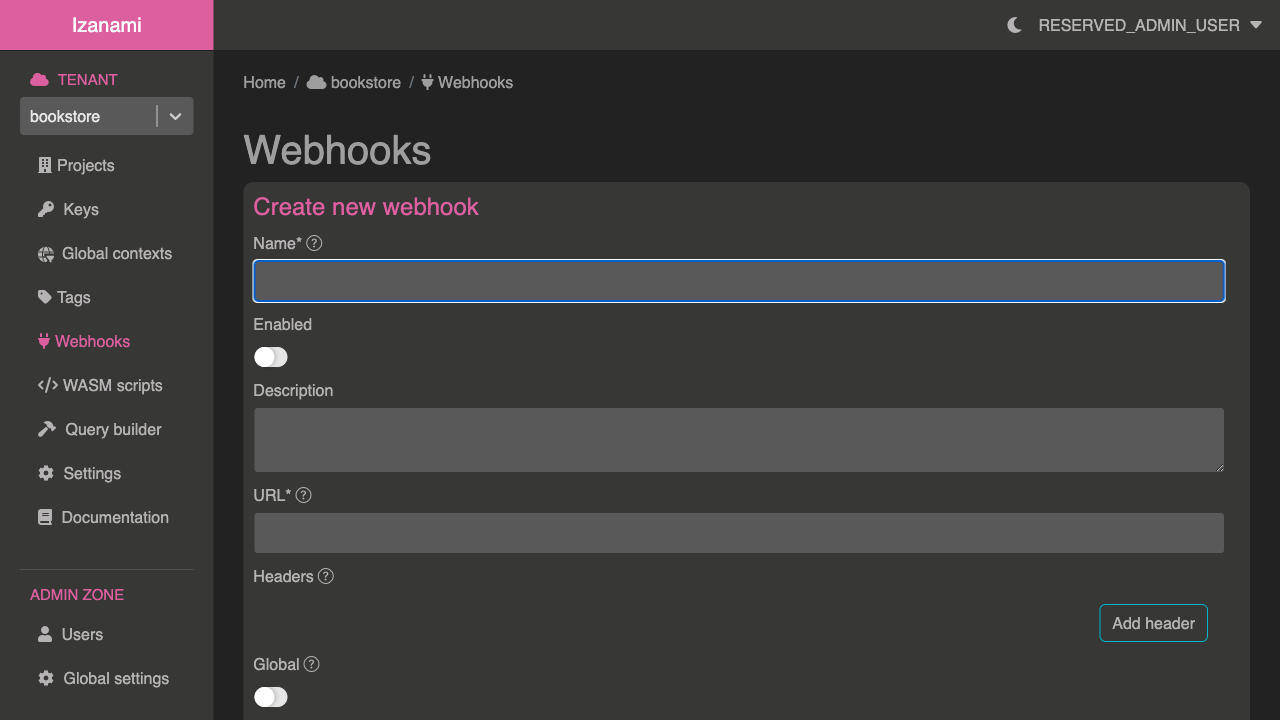 Izanami
RESERVED_ADMIN_USER
TENANT
bookstore
Projects
Keys
Global contexts
Tags
Webhooks
WASM scripts
Query builder
Settings
Documentation
ADMIN ZONE
Users
Global settings
Home / bookstore / Webhooks
Webhooks
Create new webhook
Name* ?
Enabled
Description
URL* ?
Headers ?
Add header
Global ?